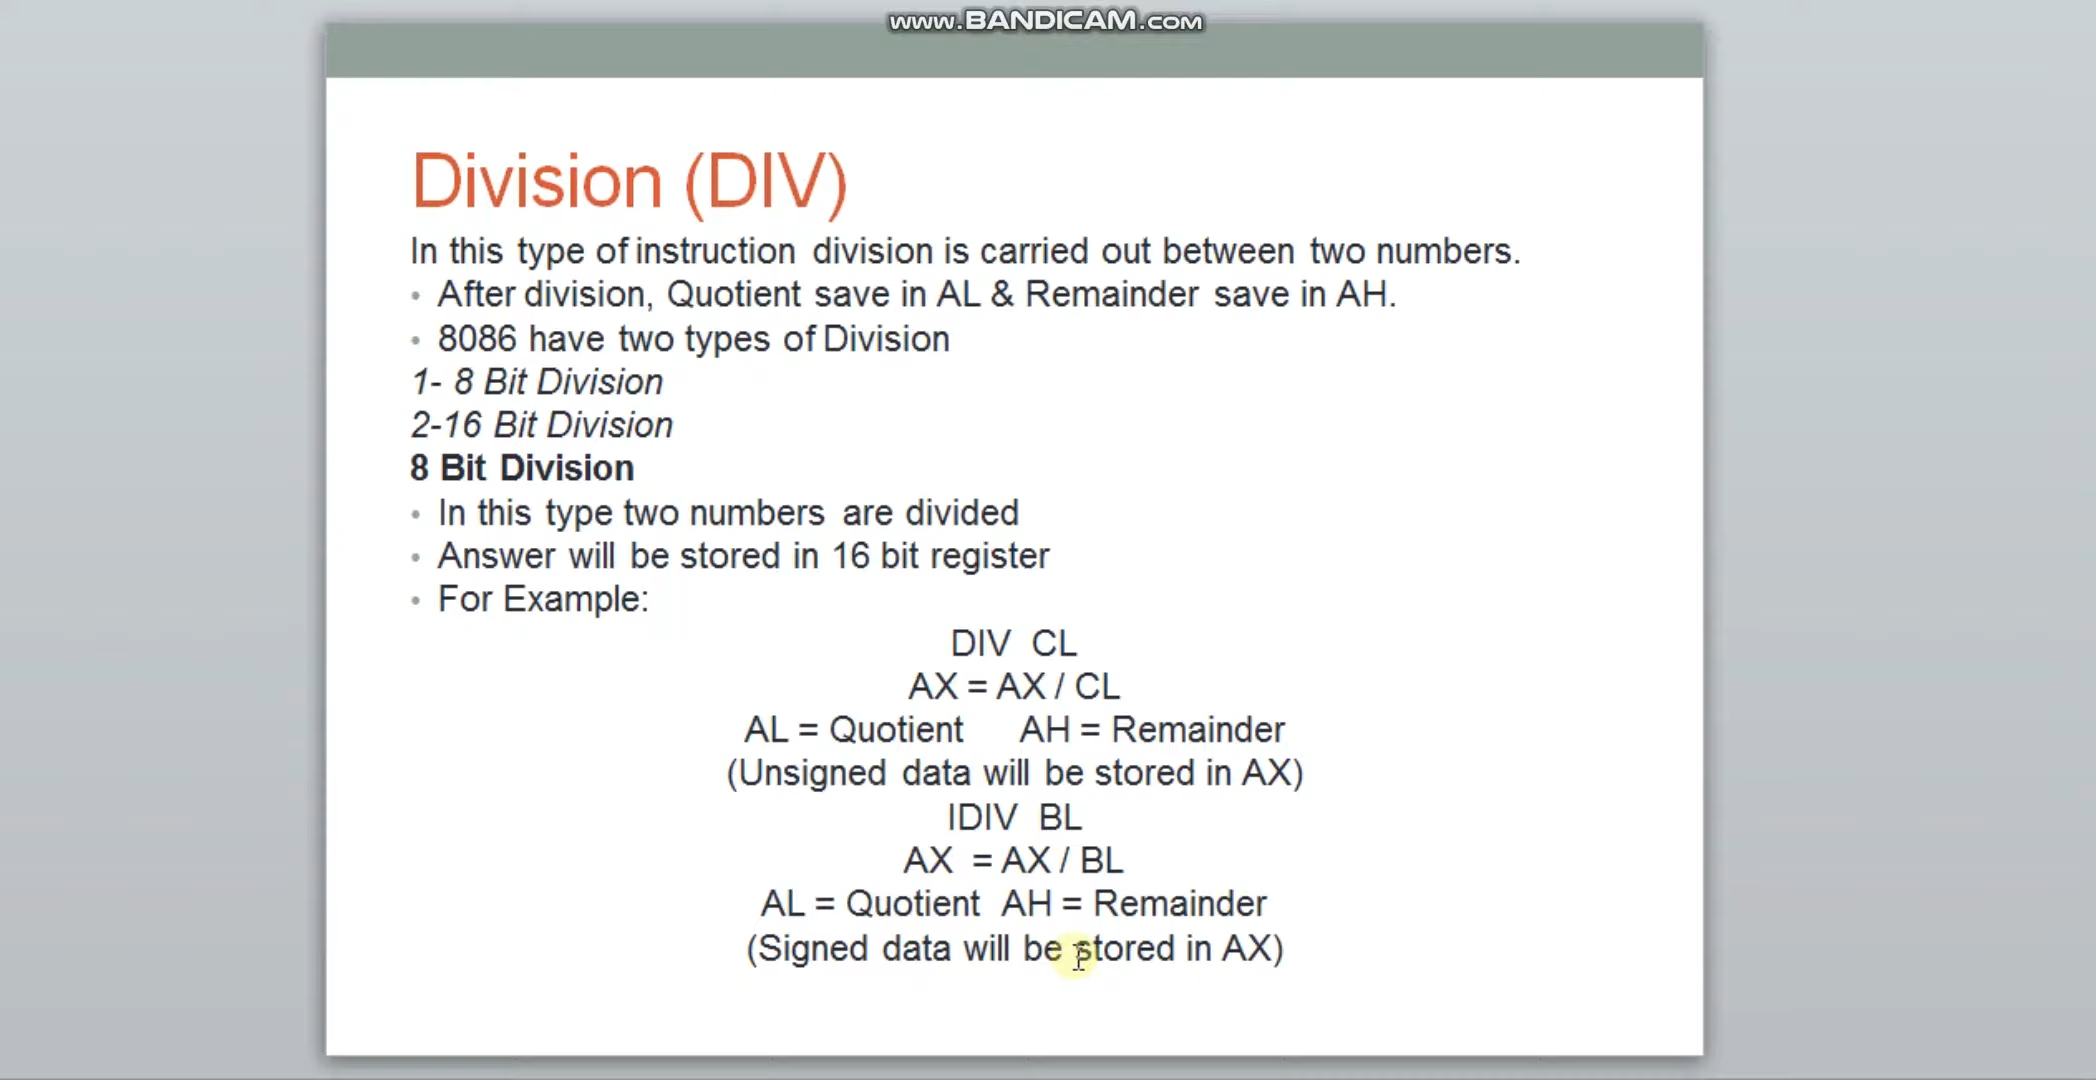 www.BANDICAM.com
Division (DIV)
In this type of instruction division is carried out between two numbers.
• After division, Quotient save in AL & Remainder save in AH.
• 8086 have two types of Division
1- 8 Bit Division
2-16 Bit Division
8 Bit Division
• In this type two numbers are divided
• Answer will be stored in 16 bit register
• For Example:
DIV CL
AX = AX / CL
AL = Quotient AH = Remainder
(Unsigned data will be stored in AX)
IDIV BL
AX = AX / BL
AL = Quotient AH = Remainder
(Signed data will be stored in AX)